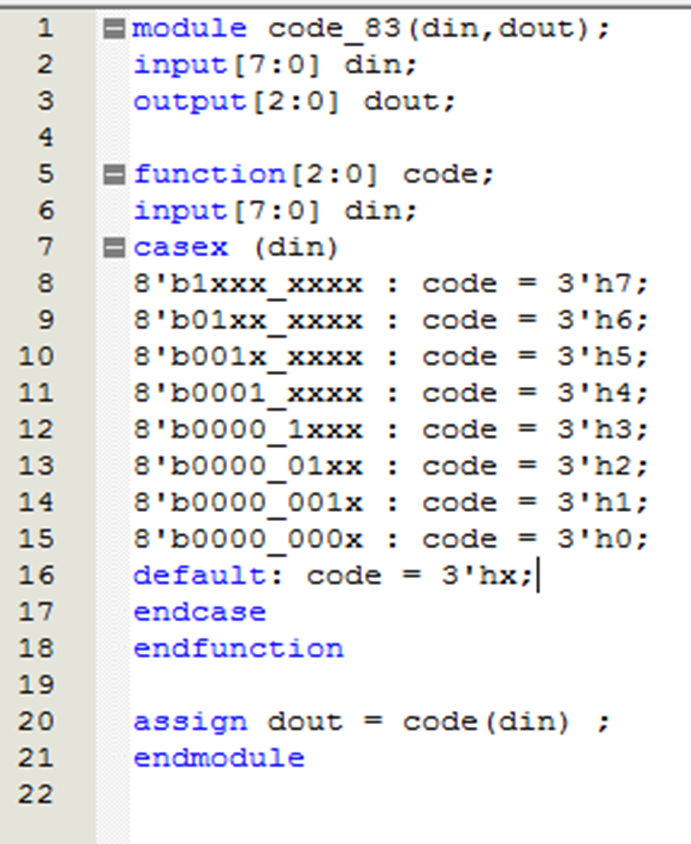 1 module code_83(din,dout);
2 input[7:0] din;
3 output[2:0] dout;
4
5 function[2:0] code;
6 input[7:0] din;
7 casex (din)
8 8'b1xxx_xxxx : code = 3'h7;
9 8'b01xx_xxxx : code = 3'h6;
10 8'b001x_xxxx : code = 3'h5;
11 8'b0001_xxxx : code = 3'h4;
12 8'b0000_1xxx : code = 3'h3;
13 8'b0000_01xx : code = 3'h2;
14 8'b0000_001x : code = 3'h1;
15 8'b0000_000x : code = 3'h0;
16 default: code = 3'hx;
17 endcase
18 endfunction
19
20 assign dout = code(din) ;
21 endmodule
22